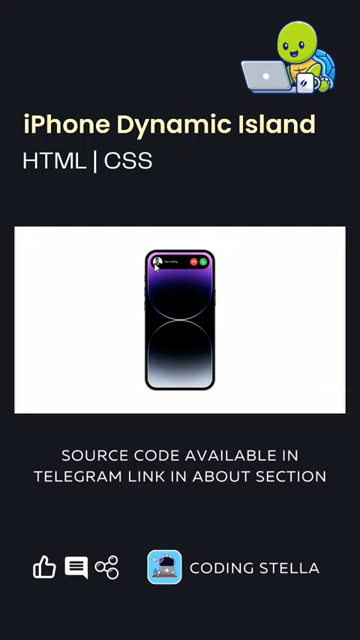 iPhone Dynamic Island
HTML | CSS
SOURCE CODE AVAILABLE IN
TELEGRAM LINK IN ABOUT SECTION
CODING STELLA